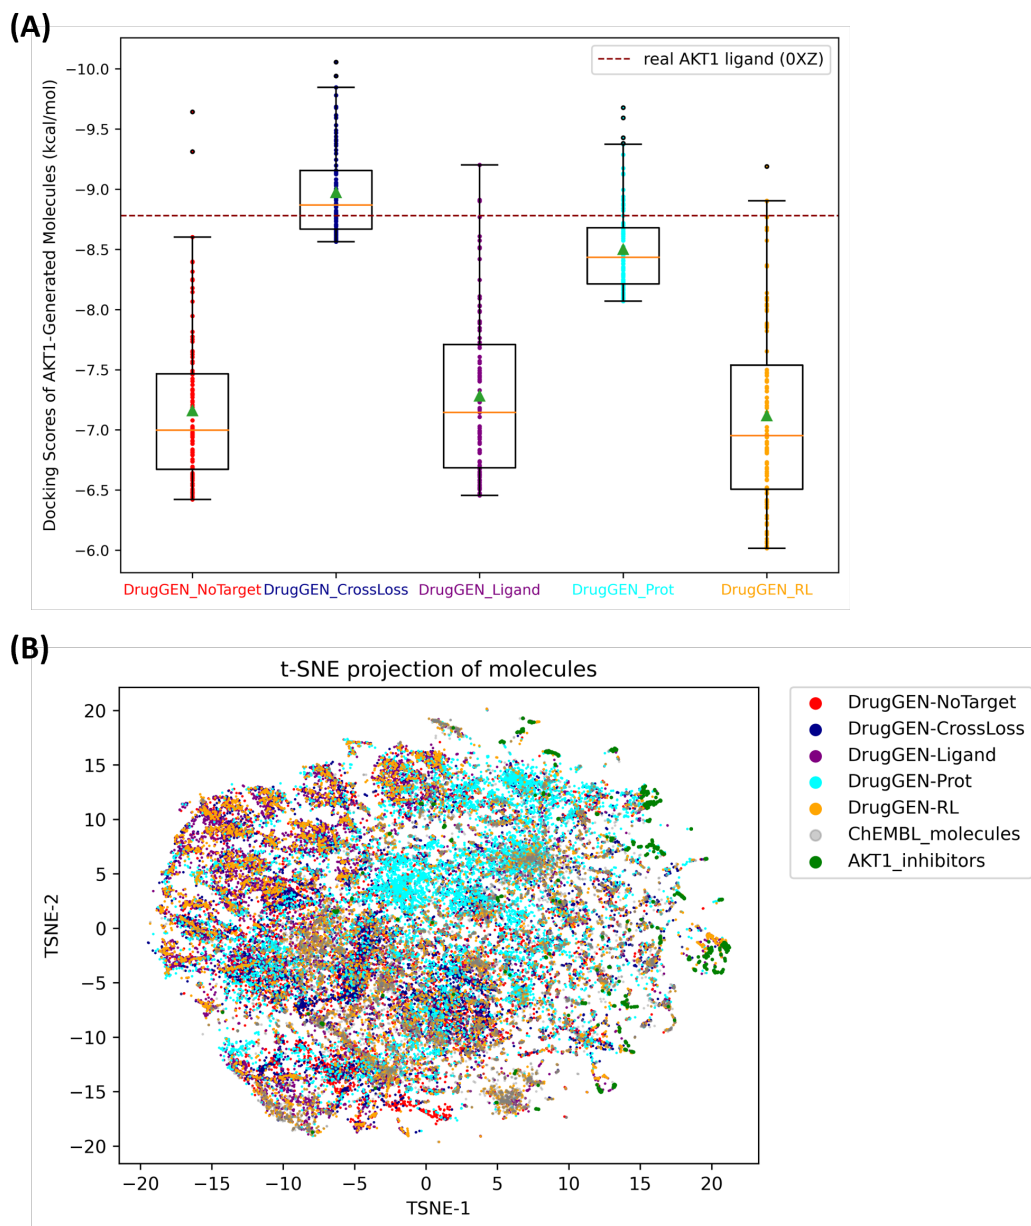 (A)
Docking Scores of AKT1-Generated Molecules (kcal/mol)
−10.0
−9.5
−9.0
−8.5
−8.0
−7.5
−7.0
−6.5
−6.0
real AKT1 ligand (0XZ)
DrugGEN_NoTarget DrugGEN_CrossLoss DrugGEN_Ligand DrugGEN_Prot DrugGEN_RL
(B)
t-SNE projection of molecules
TSNE-2
20
15
10
5
0
−5
−10
−15
−20
−20 −15 −10 −5 0 5 10 15 20
TSNE-1
DrugGEN-NoTarget
DrugGEN-CrossLoss
DrugGEN-Ligand
DrugGEN-Prot
DrugGEN-RL
ChEMBL_molecules
AKT1_inhibitors